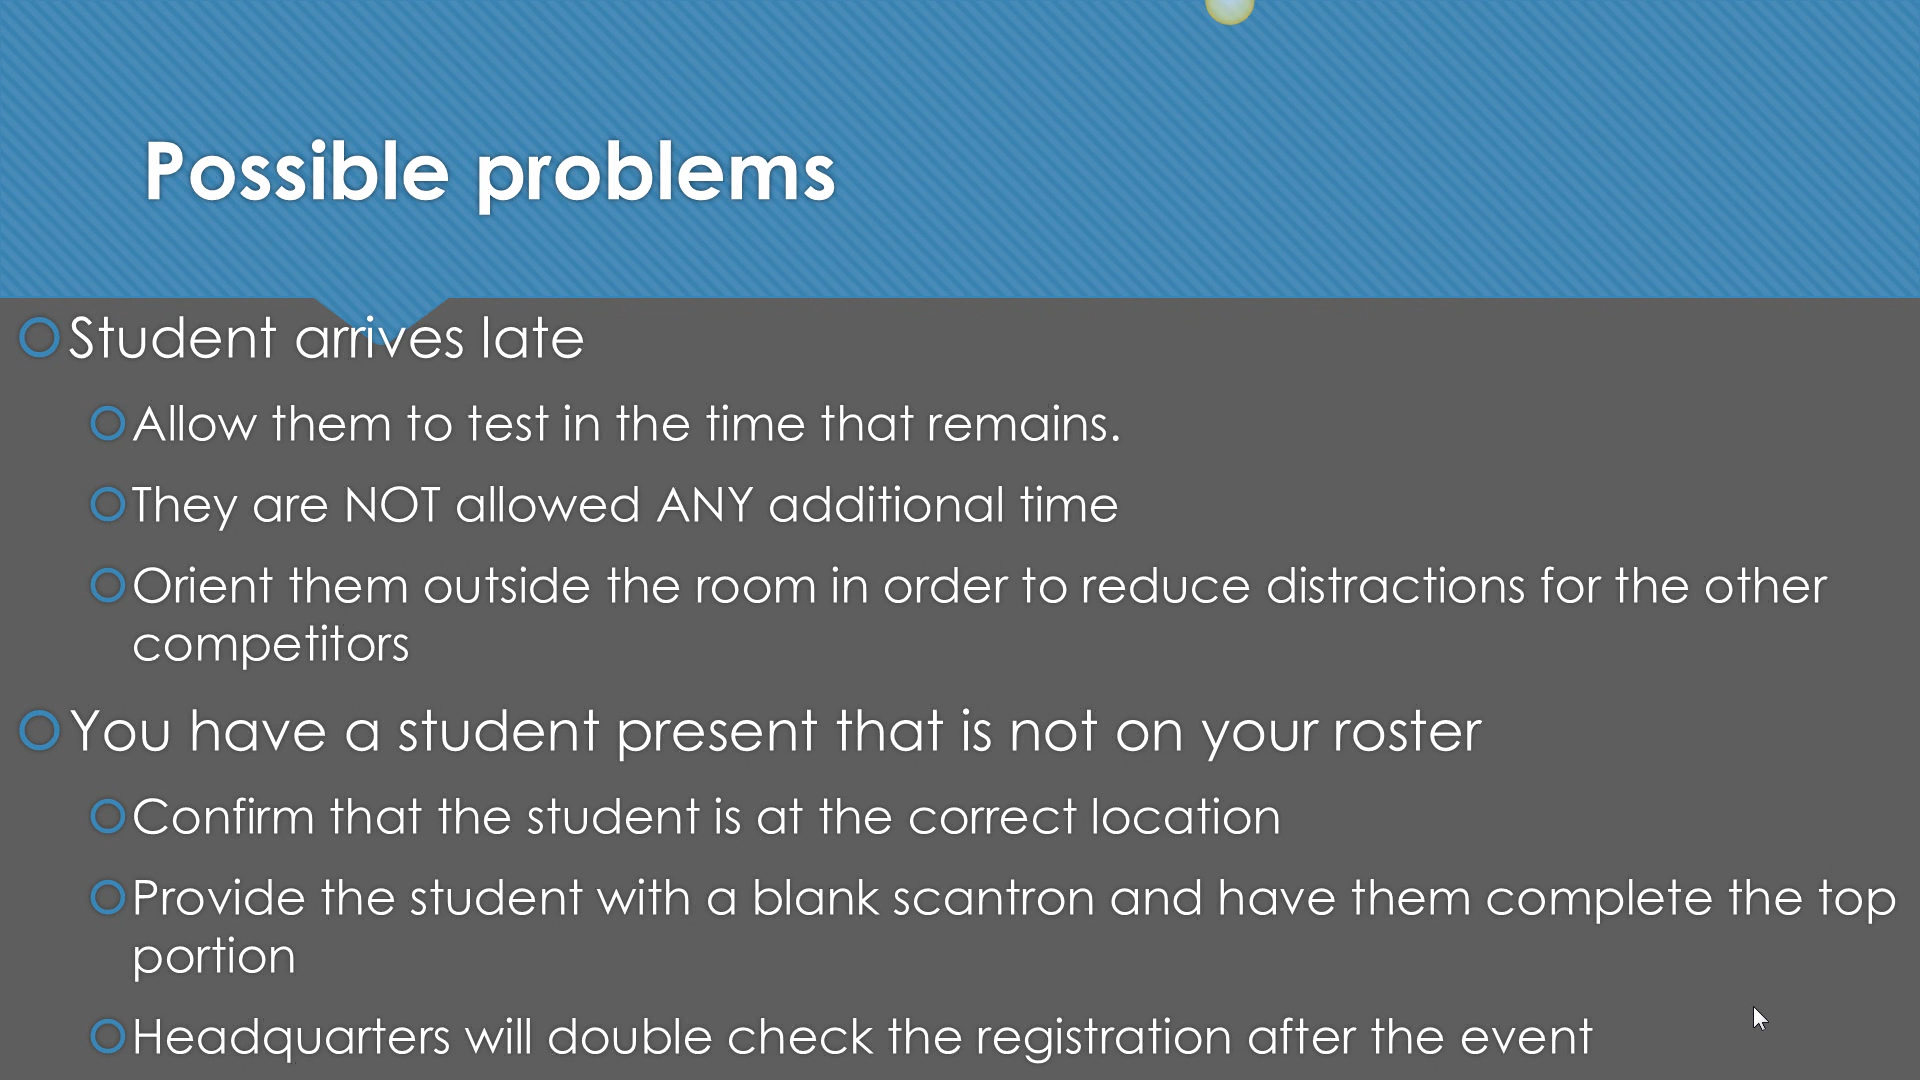 Possible problems
Student arrives late
Allow them to test in the time that remains.
They are NOT allowed ANY additional time
Orient them outside the room in order to reduce distractions for the other
competitors
You have a student present that is not on your roster
Confirm that the student is at the correct location
Provide the student with a blank scantron and have them complete the top
portion
Headquarters will double check the registration after the event